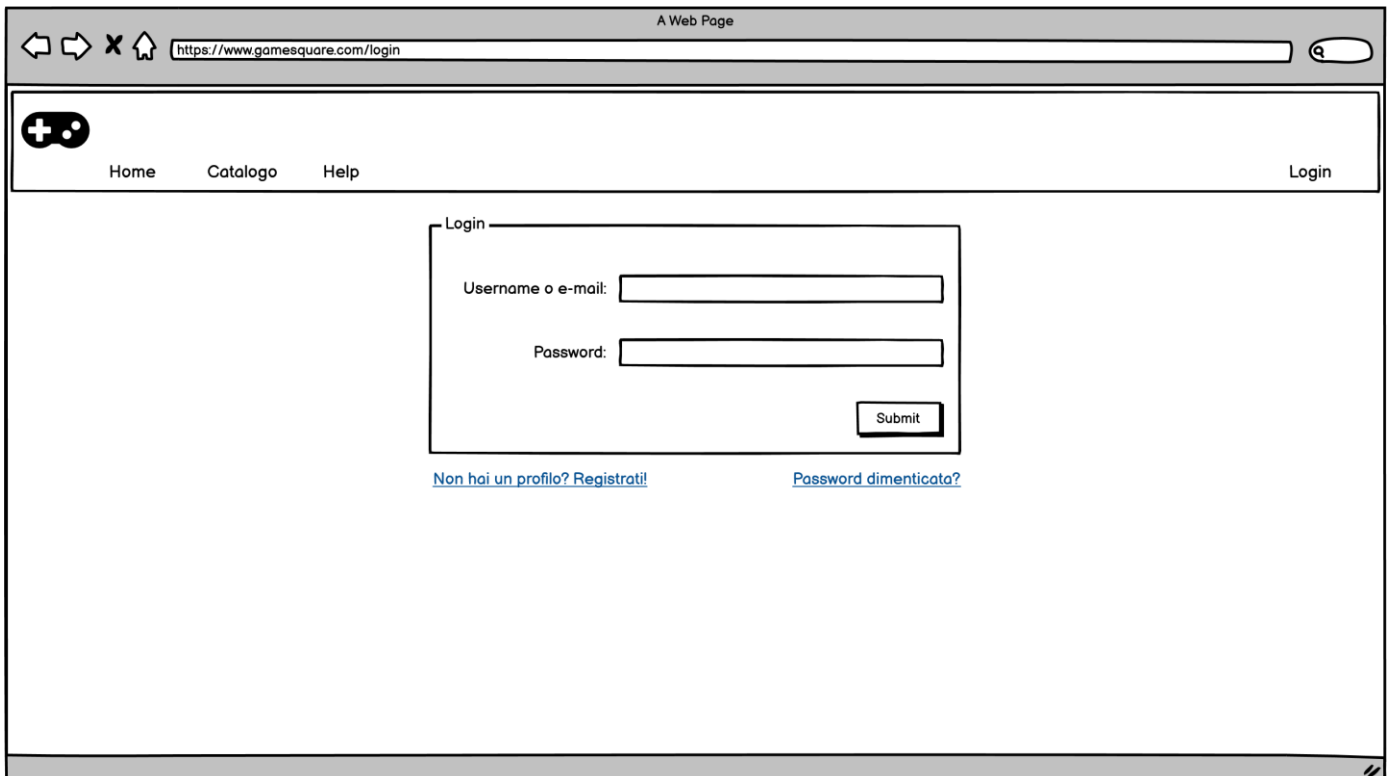 A Web Page
https://www.gamesquare.com/login
Home Catalogo Help Login
Login
Username o e-mail:
Password:
Submit
Non hai un profilo? Registrati! Password dimenticata?